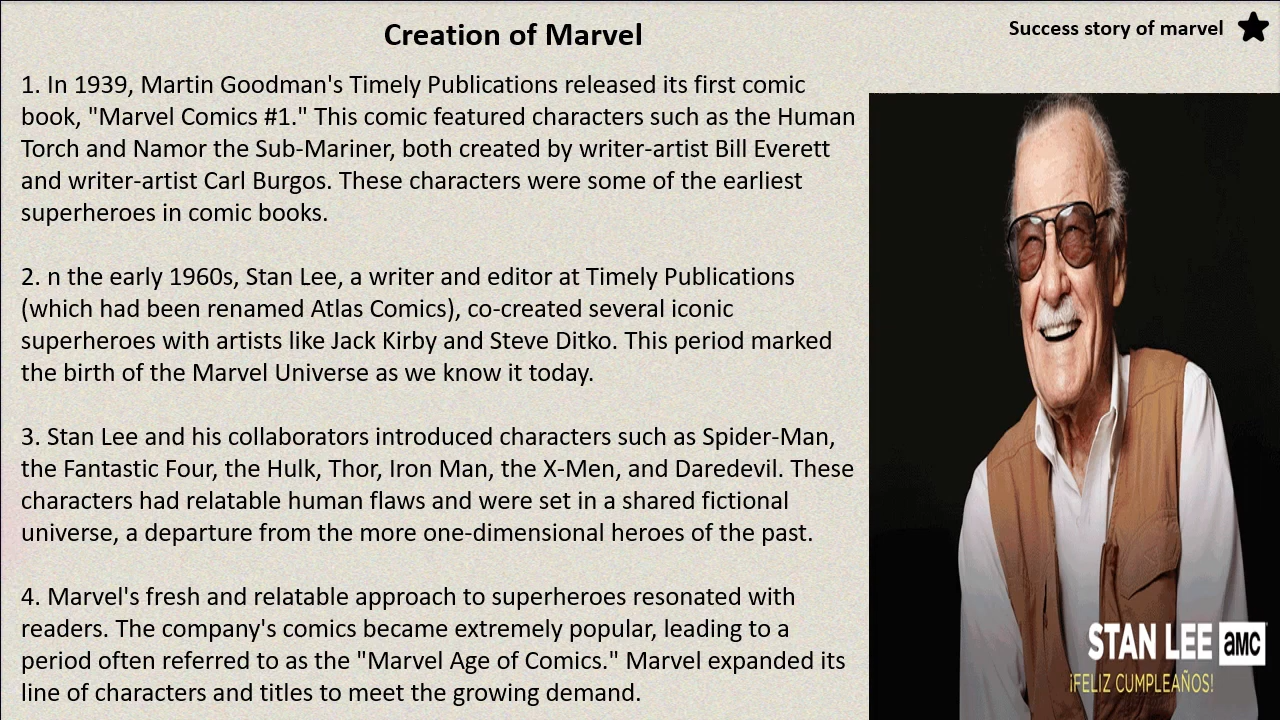 Creation of Marvel
Success story of marvel
1. In 1939, Martin Goodman's Timely Publications released its first comic
book, "Marvel Comics #1." This comic featured characters such as the Human
Torch and Namor the Sub-Mariner, both created by writer-artist Bill Everett
and writer-artist Carl Burgos. These characters were some of the earliest
superheroes in comic books.
2. n the early 1960s, Stan Lee, a writer and editor at Timely Publications
(which had been renamed Atlas Comics), co-created several iconic
superheroes with artists like Jack Kirby and Steve Ditko. This period marked
the birth of the Marvel Universe as we know it today.
3. Stan Lee and his collaborators introduced characters such as Spider-Man,
the Fantastic Four, the Hulk, Thor, Iron Man, the X-Men, and Daredevil. These
characters had relatable human flaws and were set in a shared fictional
universe, a departure from the more one-dimensional heroes of the past.
4. Marvel's fresh and relatable approach to superheroes resonated with
readers. The company's comics became extremely popular, leading to a
period often referred to as the "Marvel Age of Comics." Marvel expanded its
line of characters and titles to meet the growing demand.
STAN LEE amc
¡FELIZ CUMPLEAÑOS!